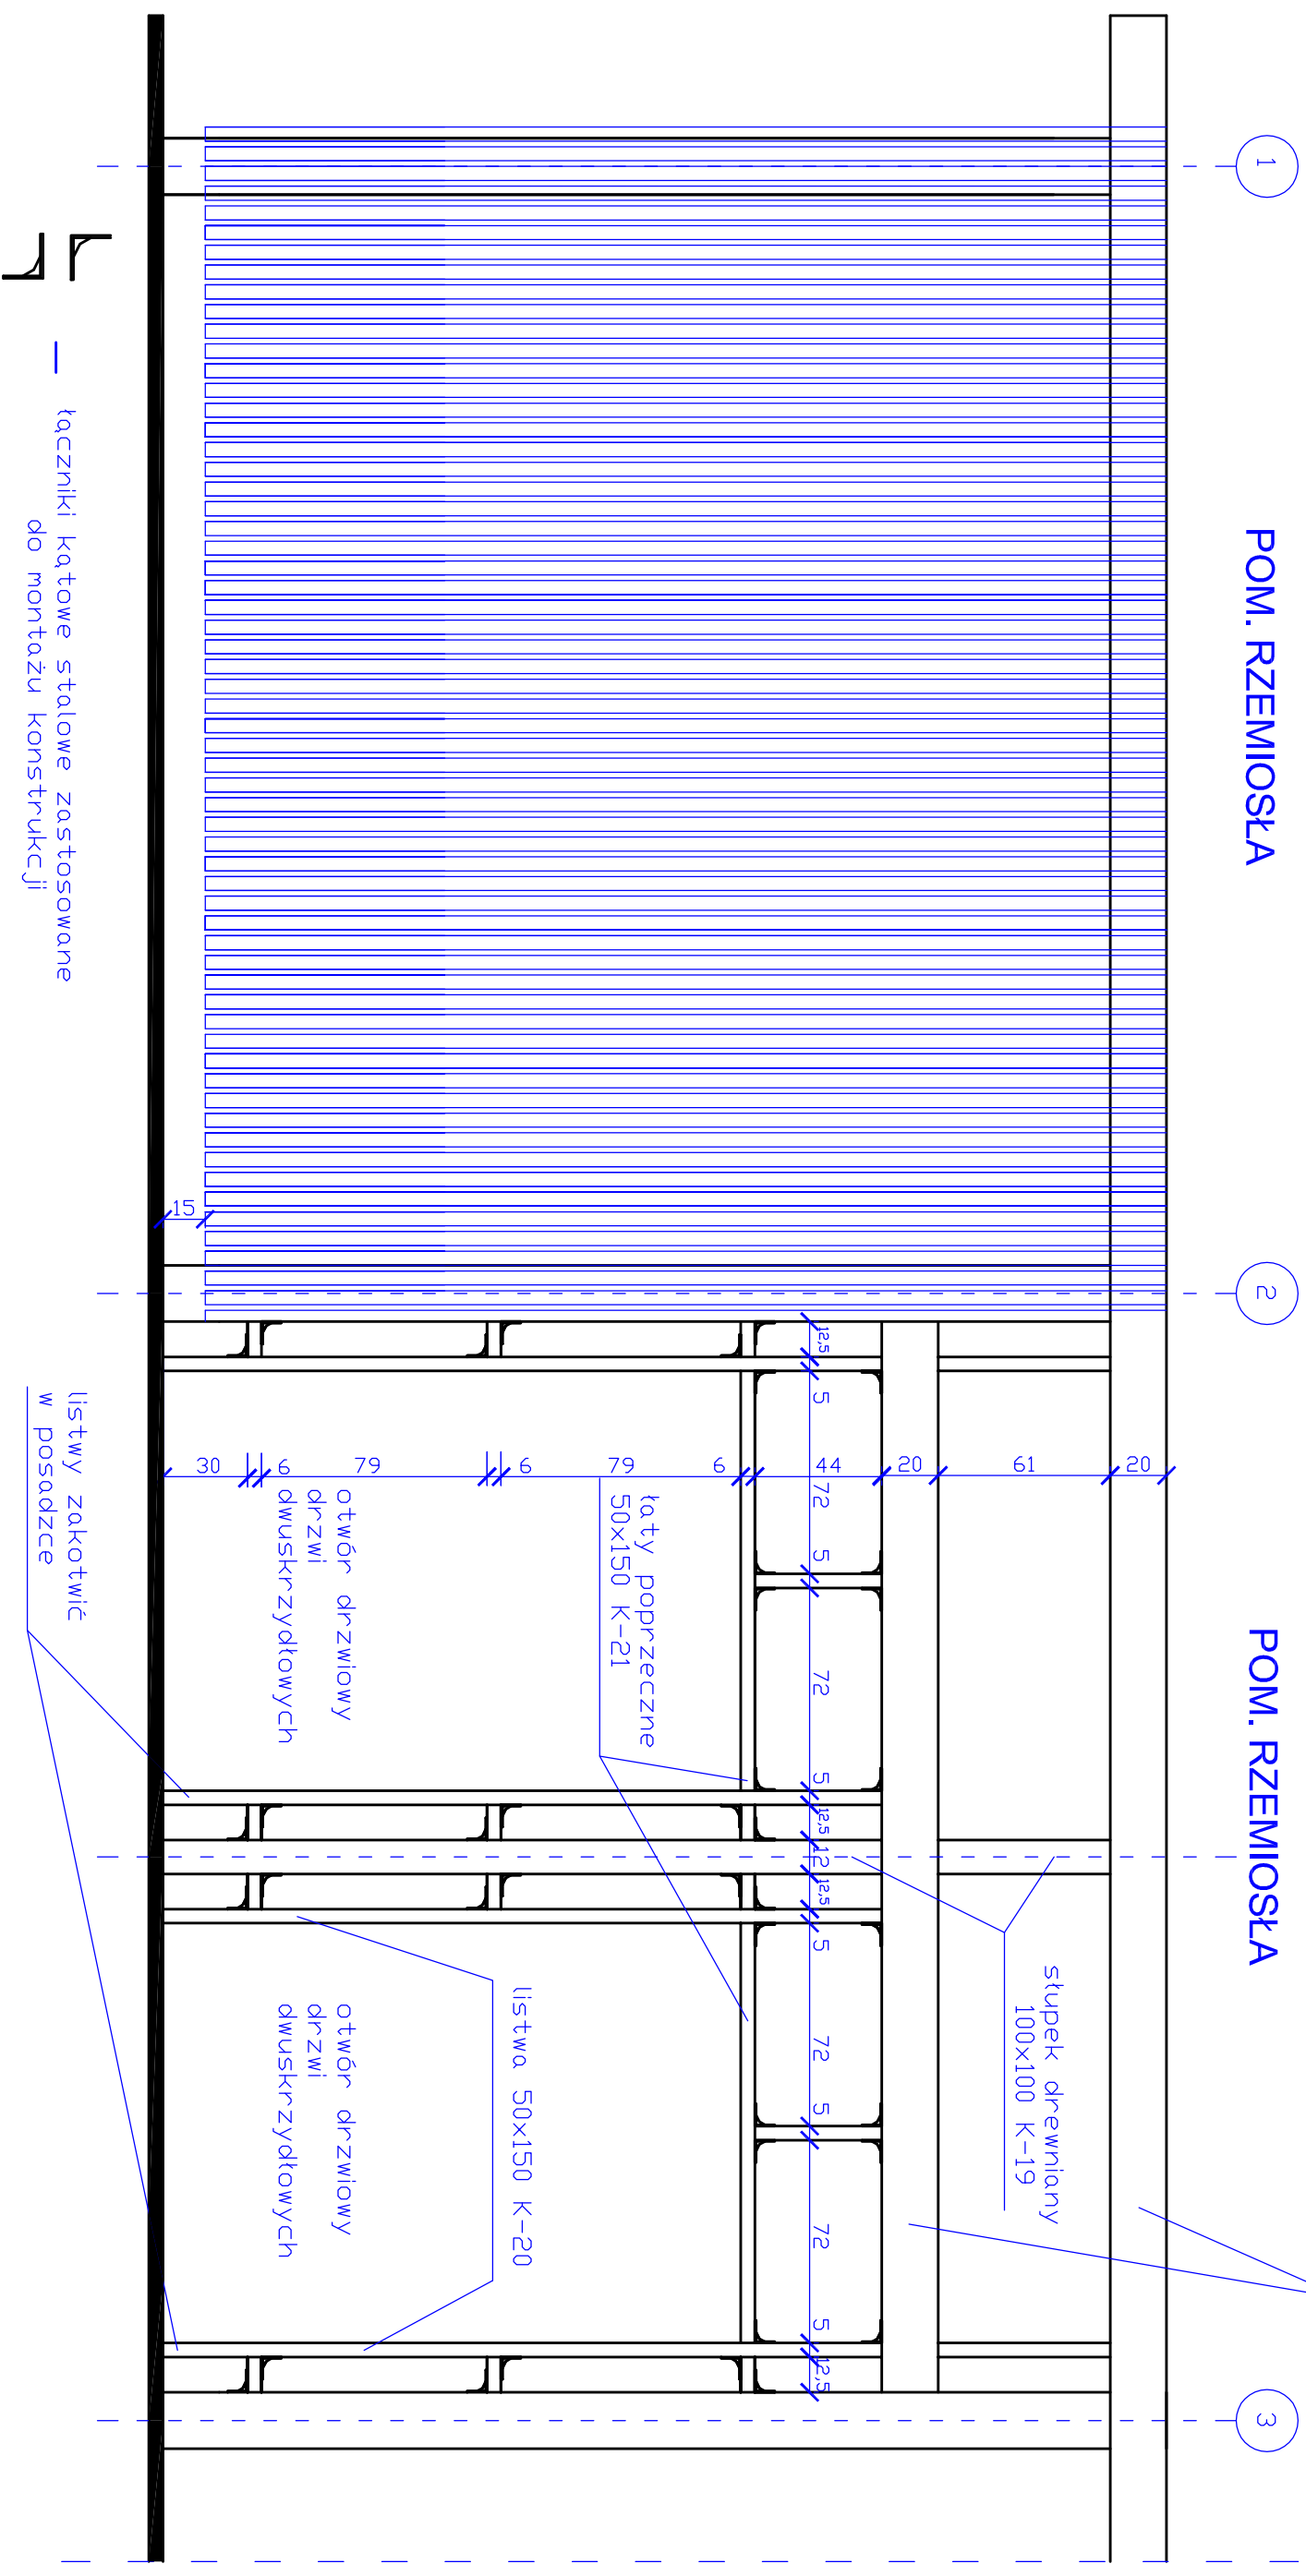 1
2
3
POM. RZEMIOSŁA
POM. RZEMIOSŁA
słupek drewniany
100x100 K-19
łaty poprzeczne
50x150 K-21
listwa 50x150 K-20
otwór drzwiowy
drzwi
dwuskrzydłowych
otwór drzwiowy
drzwi
dwuskrzydłowych
20
61
20
44
6
79
6
79
6
30
15
12,5
5
72
5
72
5
12,5
12
12,5
5
72
5
72
5
12,5
łączniki kątowe stalowe zastosowane
do montażu konstrukcji
listwy zakotwić
w posadzce